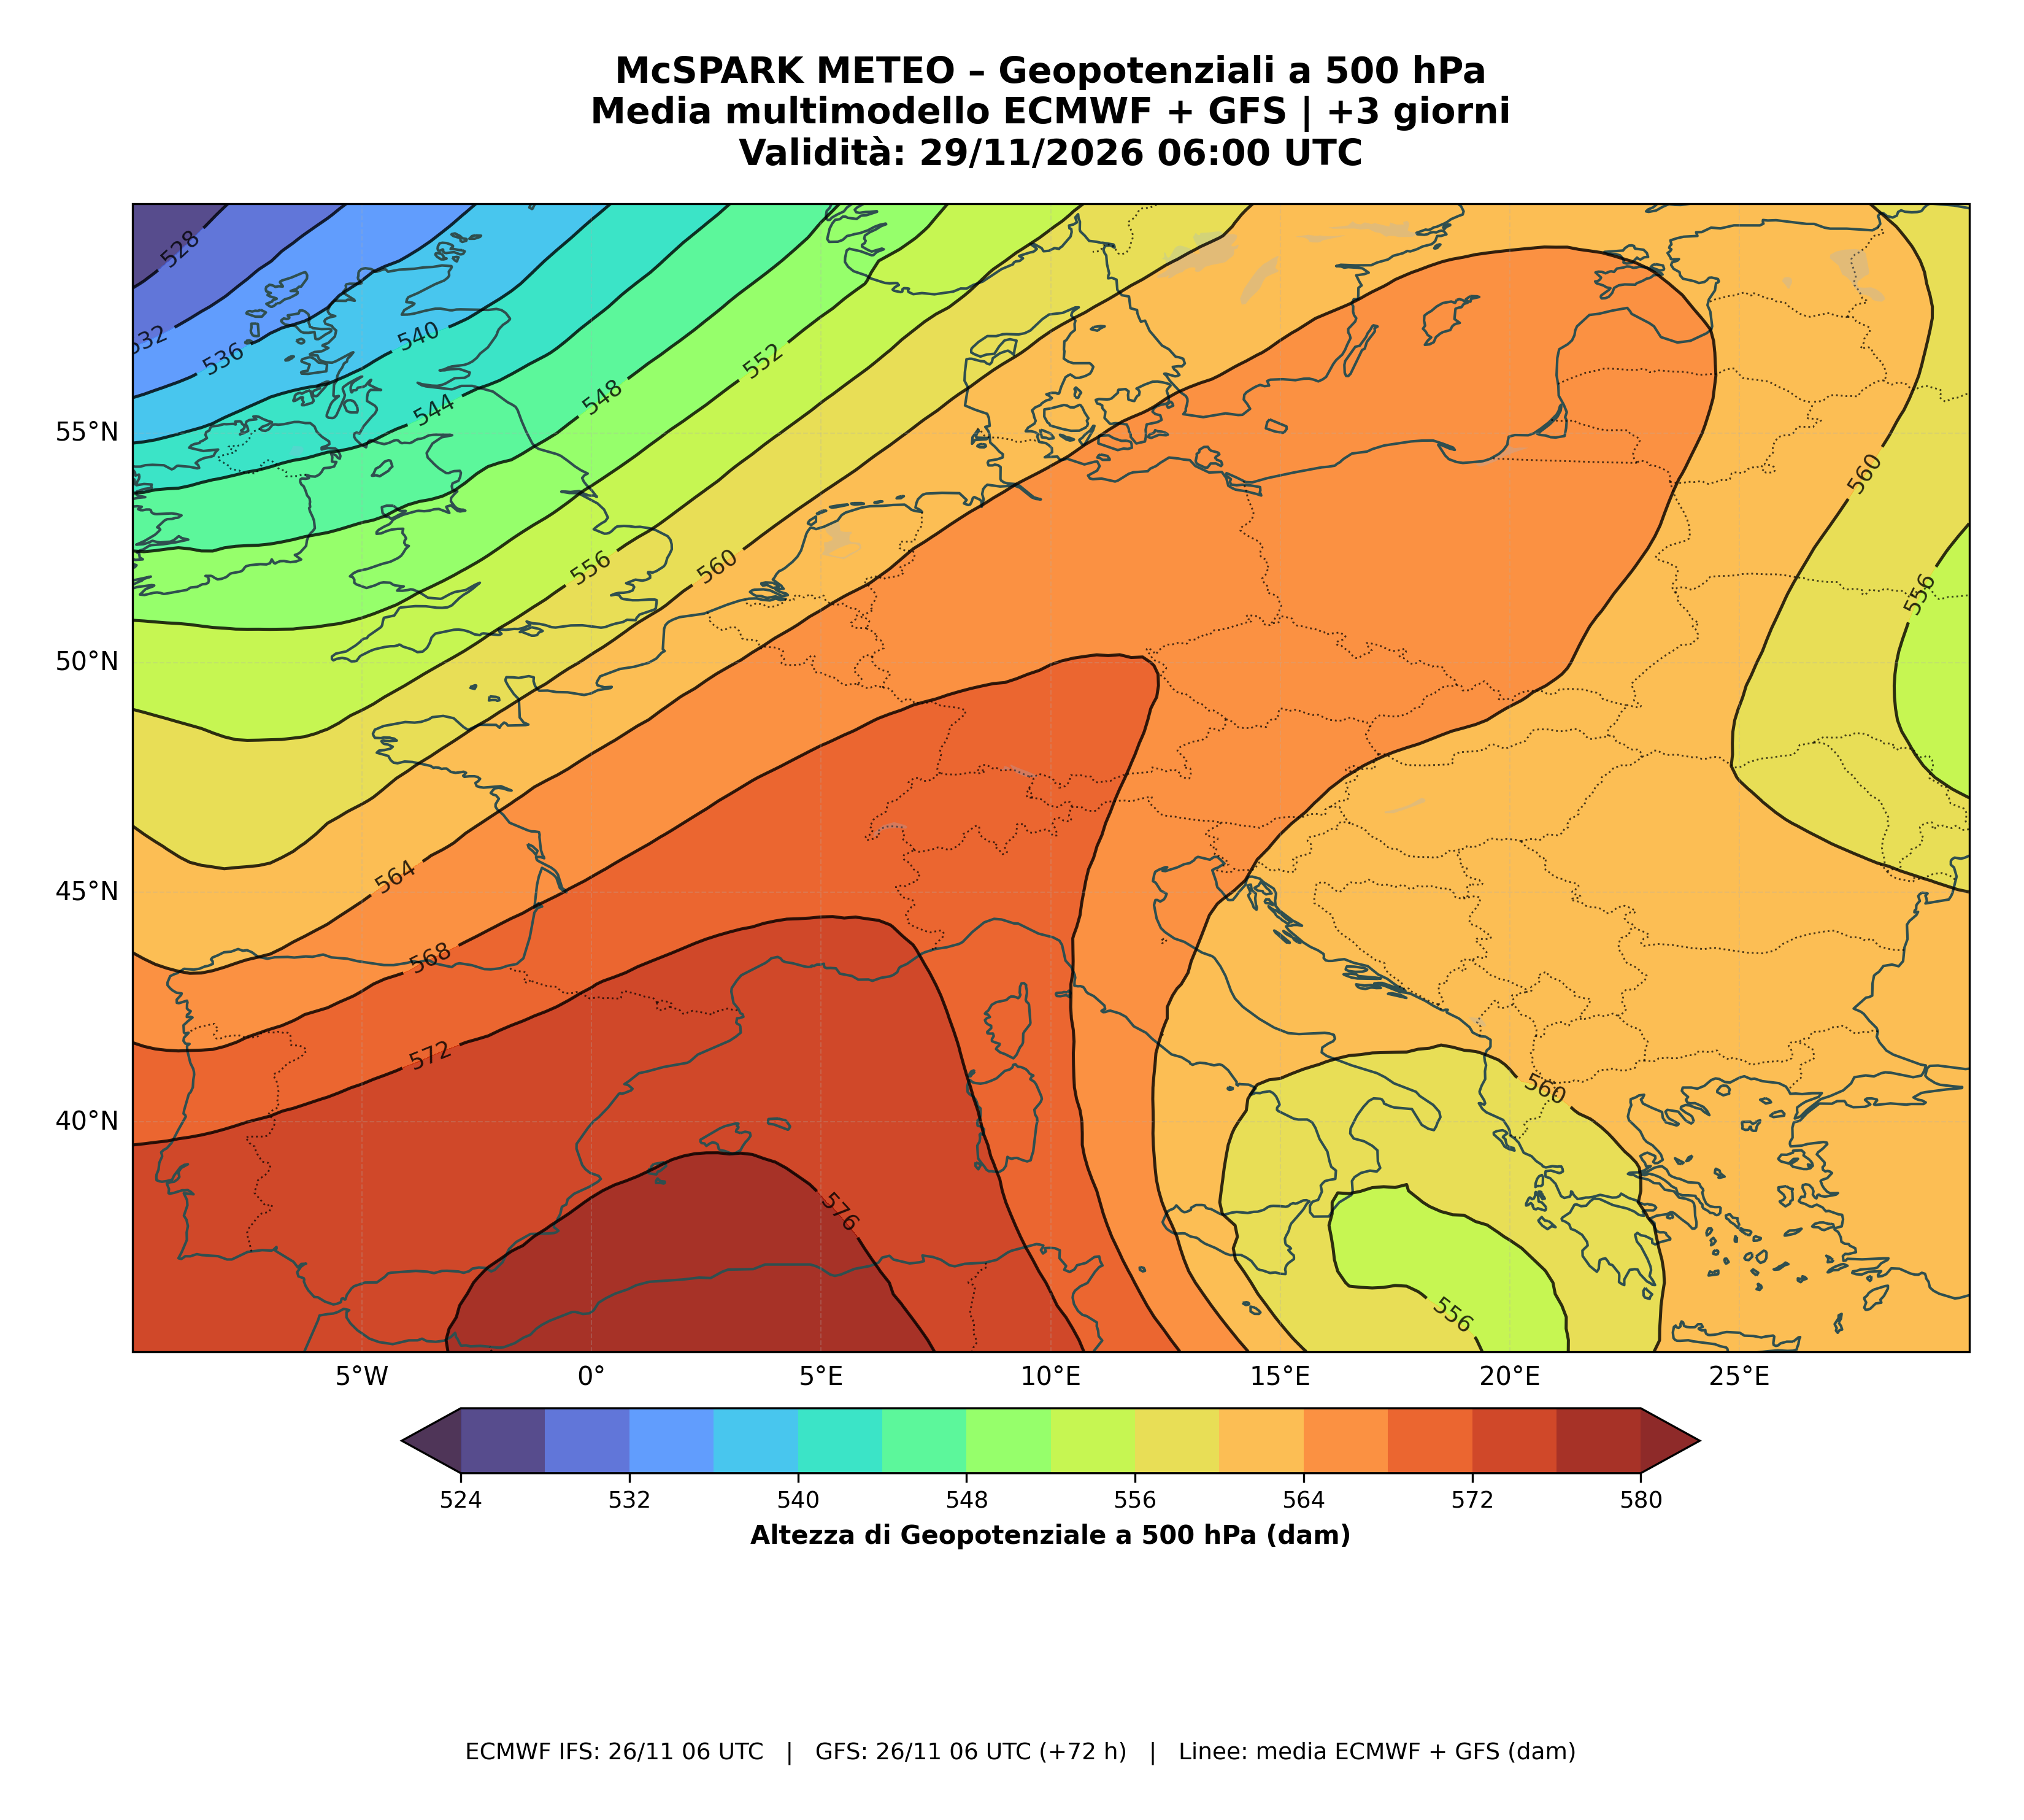 McSPARK METEO – Geopotenziali a 500 hPa
Media multimodello ECMWF + GFS | +3 giorni
Validità: 29/11/2026 06:00 UTC
528
532
536
540
544
548
552
556
560
560
556
564
568
572
576
560
556
55°N
50°N
45°N
40°N
5°W 0° 5°E 10°E 15°E 20°E 25°E
524 532 540 548 556 564 572 580
Altezza di Geopotenziale a 500 hPa (dam)
ECMWF IFS: 26/11 06 UTC | GFS: 26/11 06 UTC (+72 h) | Linee: media ECMWF + GFS (dam)